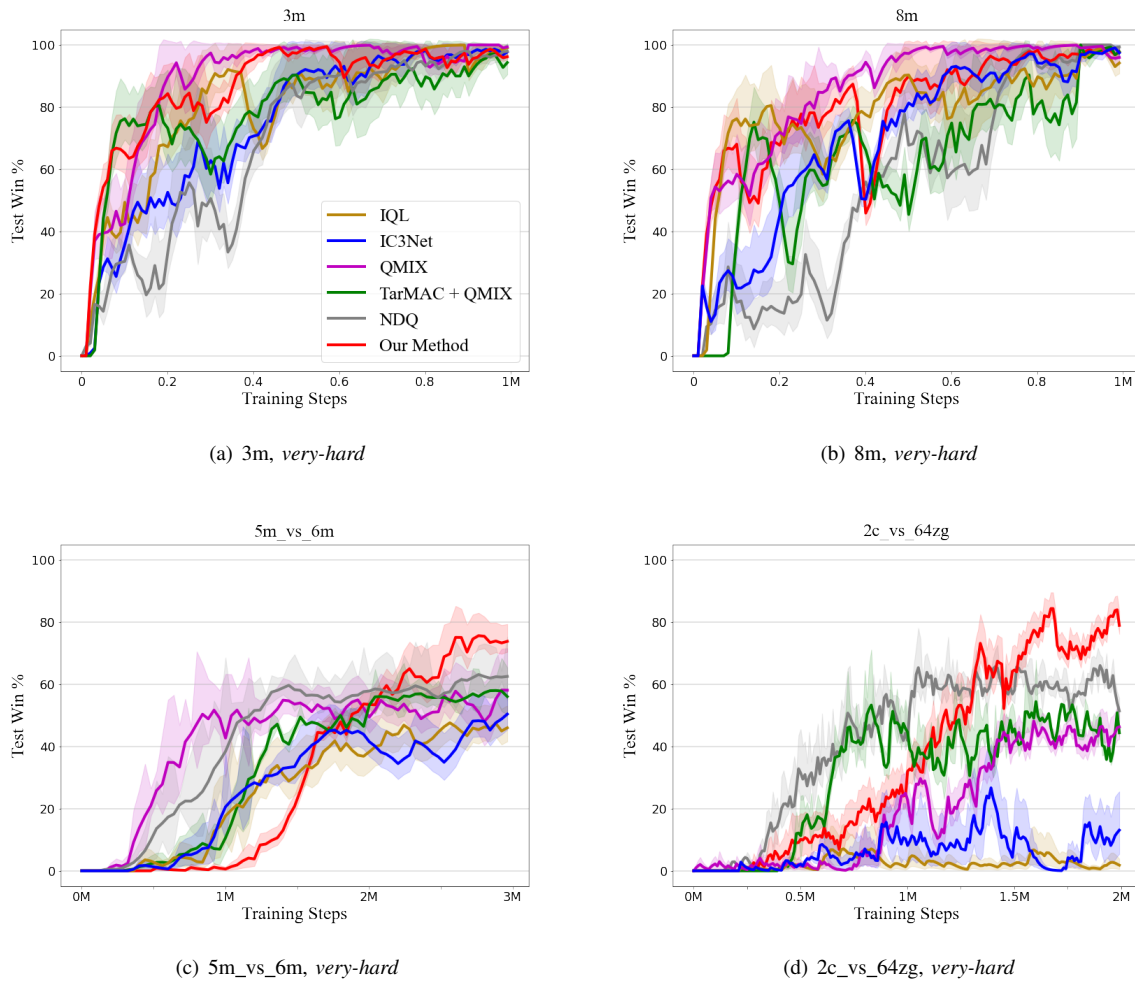 3m
100
80
60
40
20
0
Test Win %
0 0.2 0.4 0.6 0.8 1M
Training Steps
IQL
IC3Net
QMIX
TarMAC + QMIX
NDQ
Our Method
(a) 3m, very-hard
8m
100
80
60
40
20
0
Test Win %
0 0.2 0.4 0.6 0.8 1M
Training Steps
(b) 8m, very-hard
5m_vs_6m
100
80
60
40
20
0
Test Win %
0M 1M 2M 3M
Training Steps
(c) 5m_vs_6m, very-hard
2c_vs_64zg
100
80
60
40
20
0
Test Win %
0M 0.5M 1M 1.5M 2M
Training Steps
(d) 2c_vs_64zg, very-hard